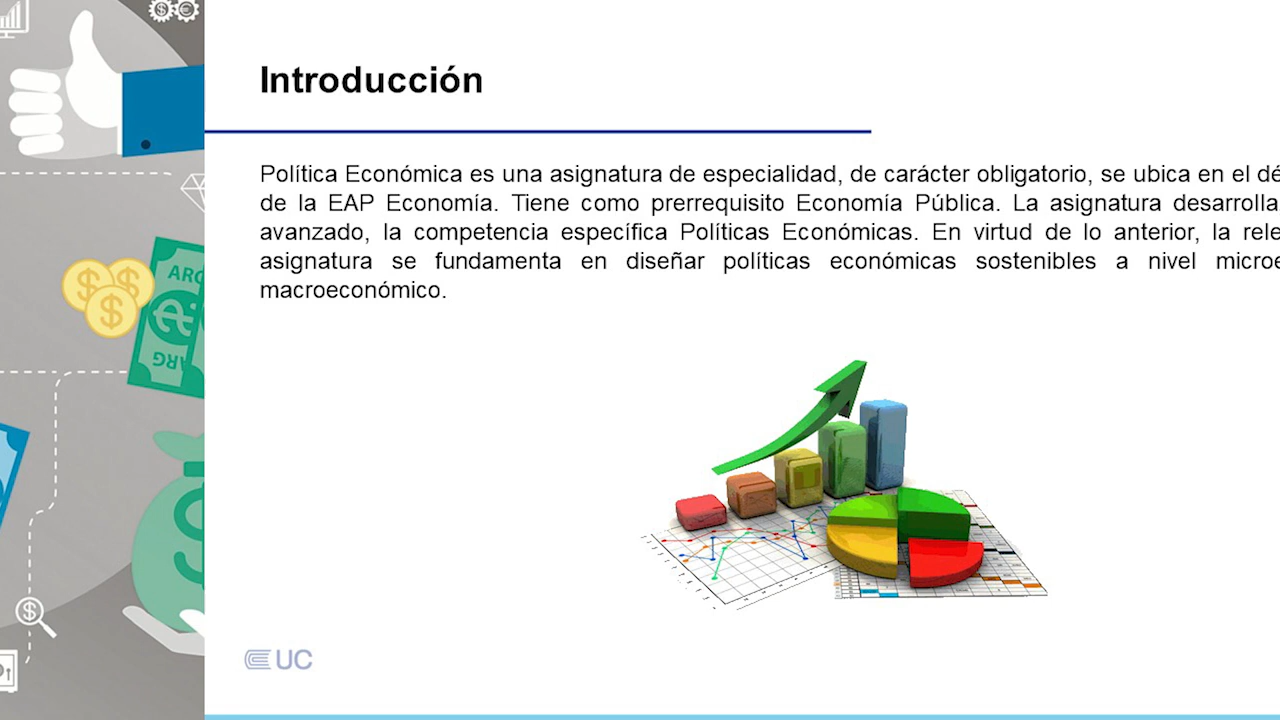 Introducción
Política Económica es una asignatura de especialidad, de carácter obligatorio, se ubica en el
de la EAP Economía. Tiene como prerrequisito Economía Pública. La asignatura desarrolla
avanzado, la competencia específica Políticas Económicas. En virtud de lo anterior, la
asignatura se fundamenta en diseñar políticas económicas sostenibles a nivel
macroeconómico.
ARG
UC